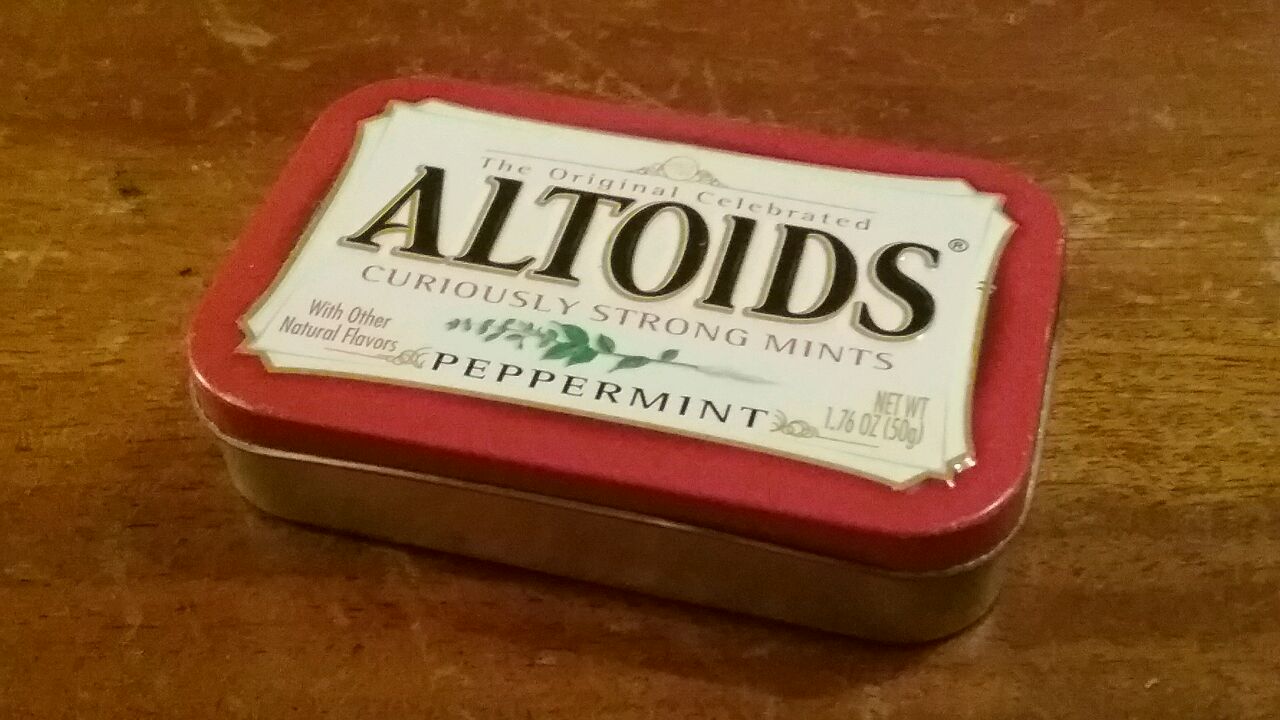 The Original Celebrated
ALTOIDS®
CURIOUSLY STRONG MINTS
With Other
Natural Flavors
PEPPERMINT
NET WT
1.76 OZ (50g)